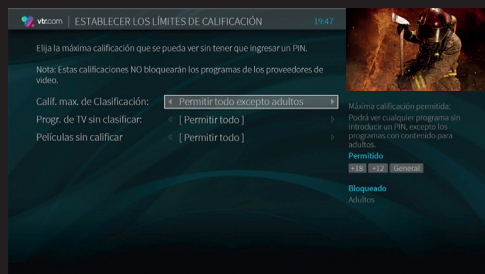 vtr.com | ESTABLECER LOS LÍMITES DE CALIFICACIÓN 19:47
Elija la máxima calificación que se pueda ver sin tener que ingresar un PIN.
Nota: Estas calificaciones NO bloquearán los programas de los proveedores de
video.
Calif. max. de Clasificación: Permitir todo excepto adultos
Progr. de TV sin clasificar: [ Permitir todo ]
Películas sin calificar [ Permitir todo ]
Máxima calificación permitida:
Podrá ver cualquier programa sin
introducir un PIN, excepto los
programas con contenido para
adultos.
Permitido
+18 +12 General
Bloqueado
Adultos